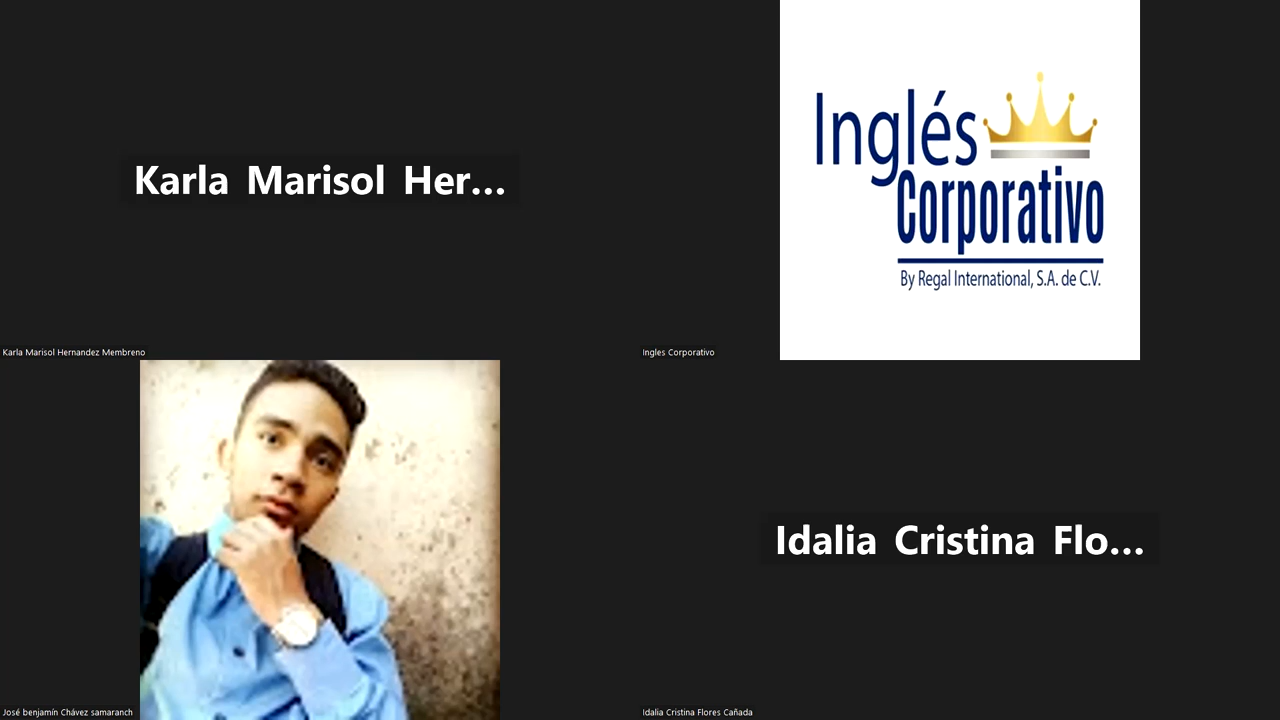 Karla Marisol Her...
Karla Marisol Hernandez Membreno
Inglés
Corporativo
By Regal International, S.A. de C.V.
Ingles Corporativo
José benjamín Chávez samaranch
Idalia Cristina Flo...
Idalia Cristina Flores Cañada